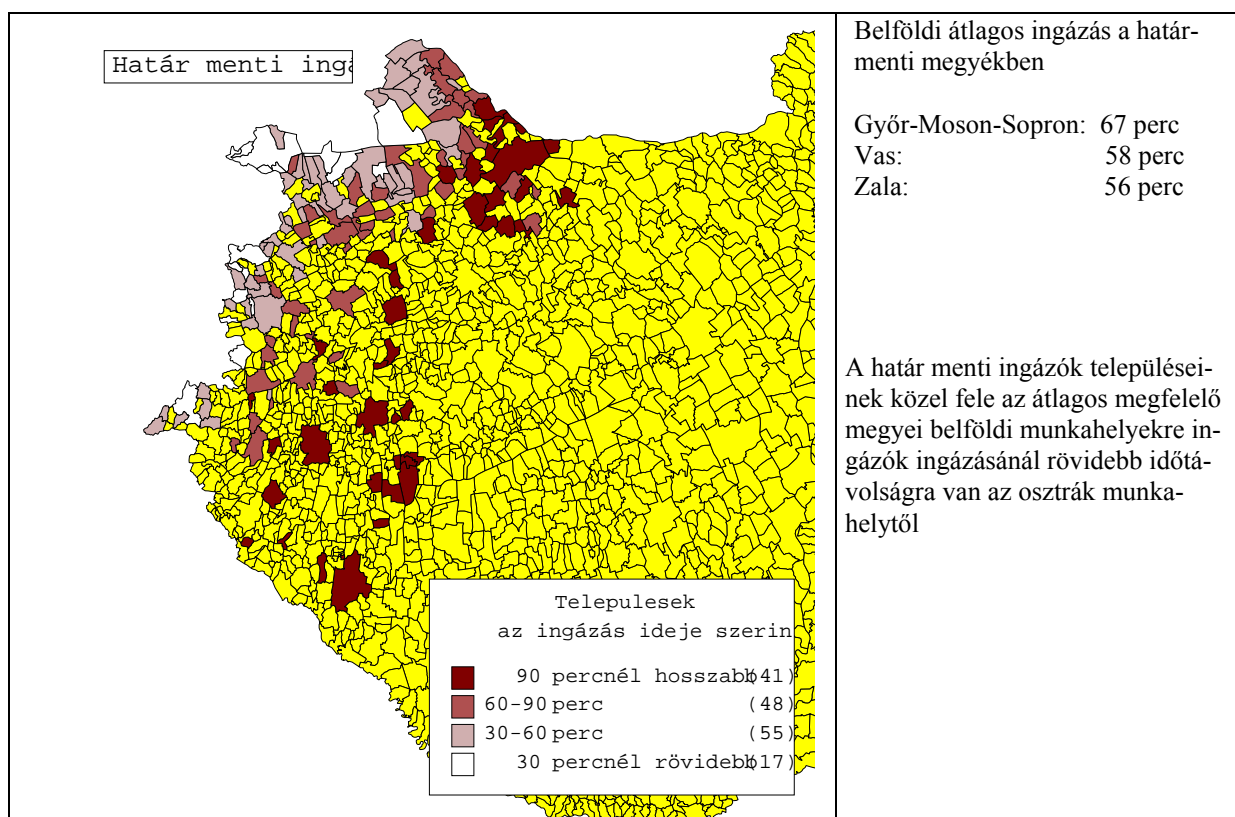 Határ menti ingá
Belföldi átlagos ingázás a határ-
menti megyékben
Győr-Moson-Sopron: 67 perc
Vas: 58 perc
Zala: 56 perc
A határ menti ingázók települései-
nek közel fele az átlagos megfelelő
megyei belföldi munkahelyekre in-
gázók ingázásánál rövidebb időtá-
volságra van az osztrák munka-
helytől
Telepulesek
az ingázás ideje szerin
90 percnél hosszabb(41)
60-90 perc (48)
30-60 perc (55)
30 percnél rövidebb(17)